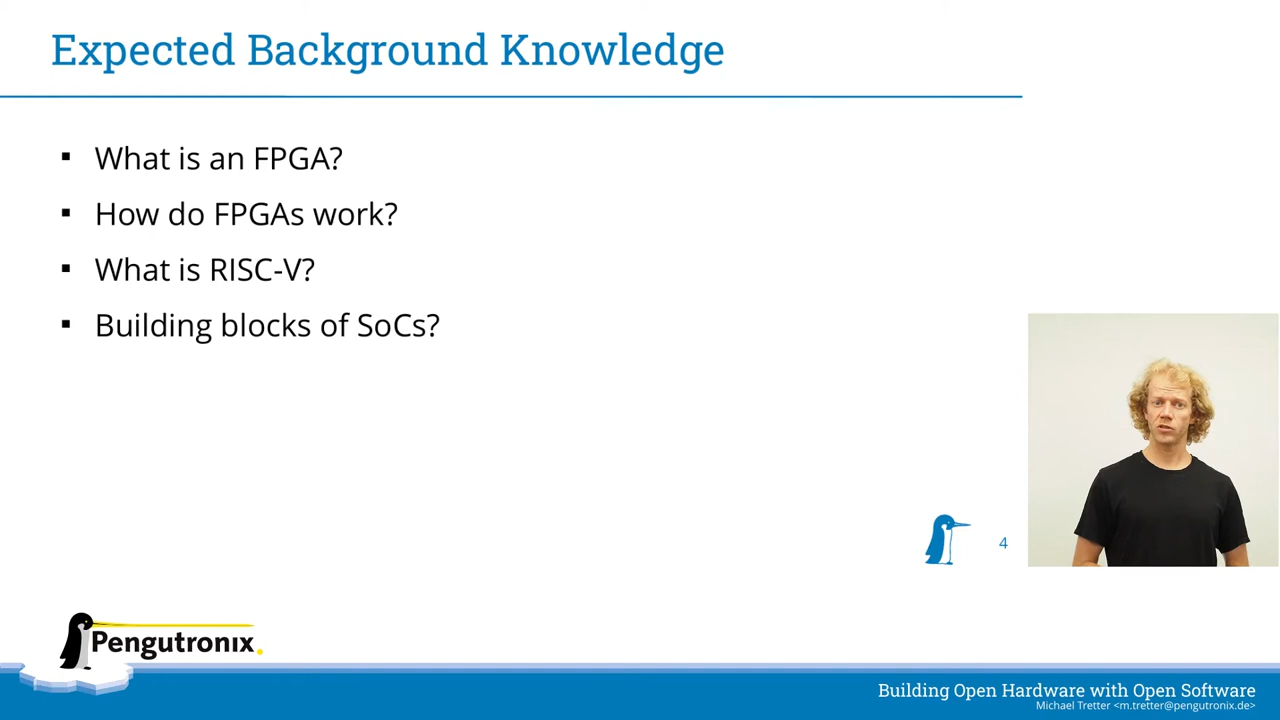 Expected Background Knowledge
What is an FPGA?
How do FPGAs work?
What is RISC-V?
Building blocks of SoCs?
4
Pengutronix.
Building Open Hardware with Open Software
Michael Tretter <m.tretter@pengutronix.de>